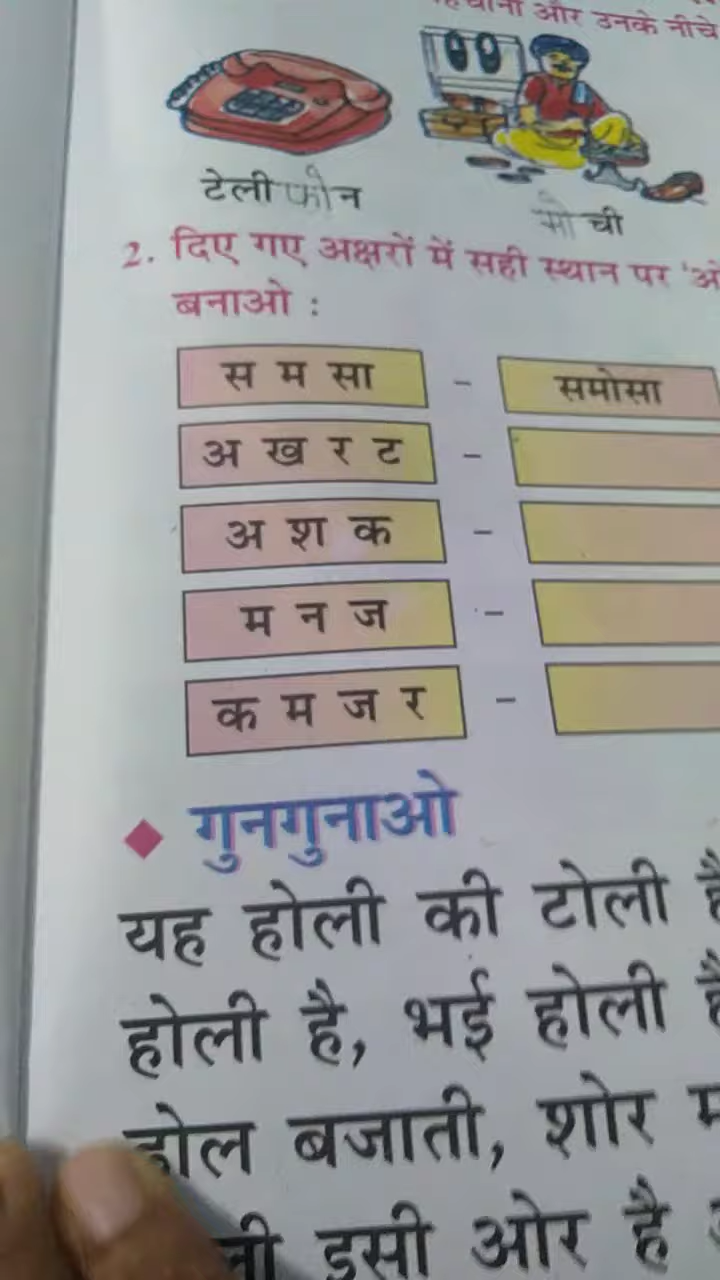 और उनके नीचे
टेलीफोन
मोची
2. दिए गए अक्षरों में सही स्थान पर
बनाओ :
स म सा - समोसा
अ ख र ट -
अ श क -
म न ज -
क म ज र -
गुनगुनाओ
यह होली की टोली है
होली है, भई होली है
ढोल बजाती, शोर
इसी ओर है